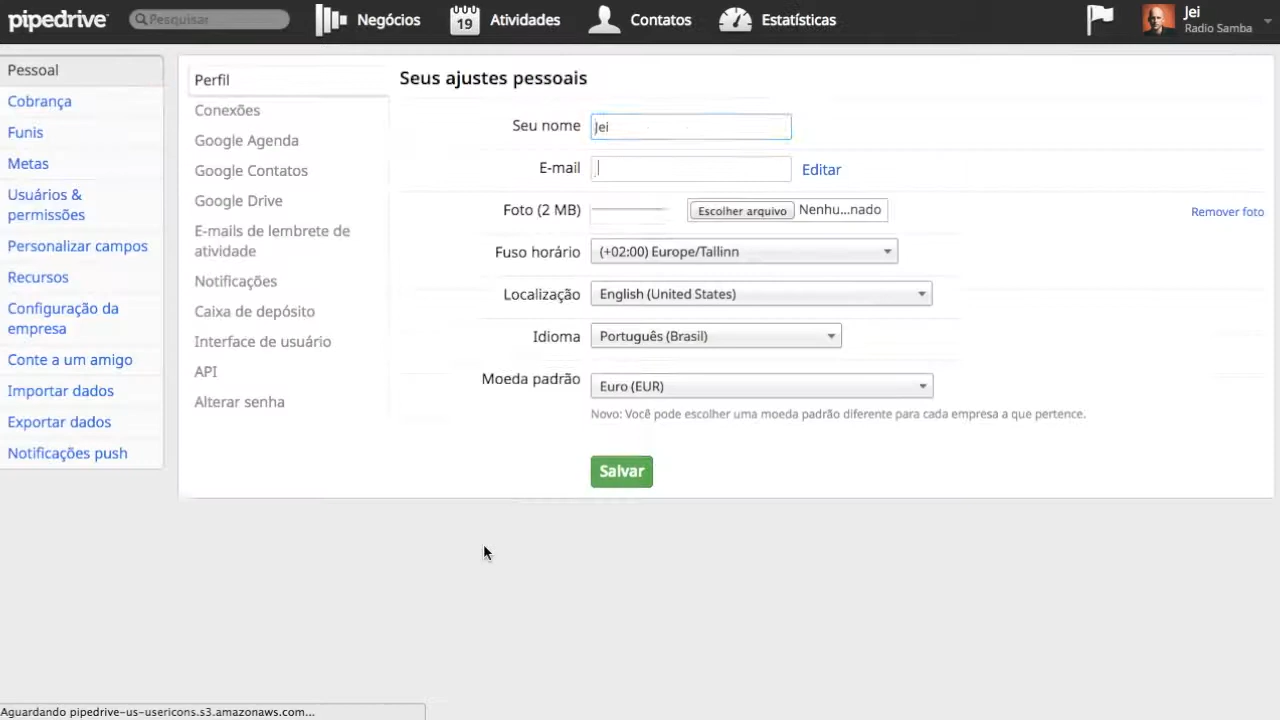 pipedrive
Pesquisar
Negócios
19
Atividades
Contatos
Estatísticas
Jei
Radio Samba
Pessoal
Cobrança
Funis
Metas
Usuários &
permissões
Personalizar campos
Recursos
Configuração da
empresa
Conte a um amigo
Importar dados
Exportar dados
Notificações push
Perfil
Conexões
Google Agenda
Google Contatos
Google Drive
E-mails de lembrete de
atividade
Notificações
Caixa de depósito
Interface de usuário
API
Alterar senha
Seus ajustes pessoais
Seu nome
Jei
E-mail
Editar
Foto (2 MB)
Escolher arquivo
Nenhu...nado
Remover foto
Fuso horário
(+02:00) Europe/Tallinn
Localização
English (United States)
Idioma
Português (Brasil)
Moeda padrão
Euro (EUR)
Novo: Você pode escolher uma moeda padrão diferente para cada empresa a que pertence.
Salvar
Aguardando pipedrive-us-usericons.s3.amazonaws.com...